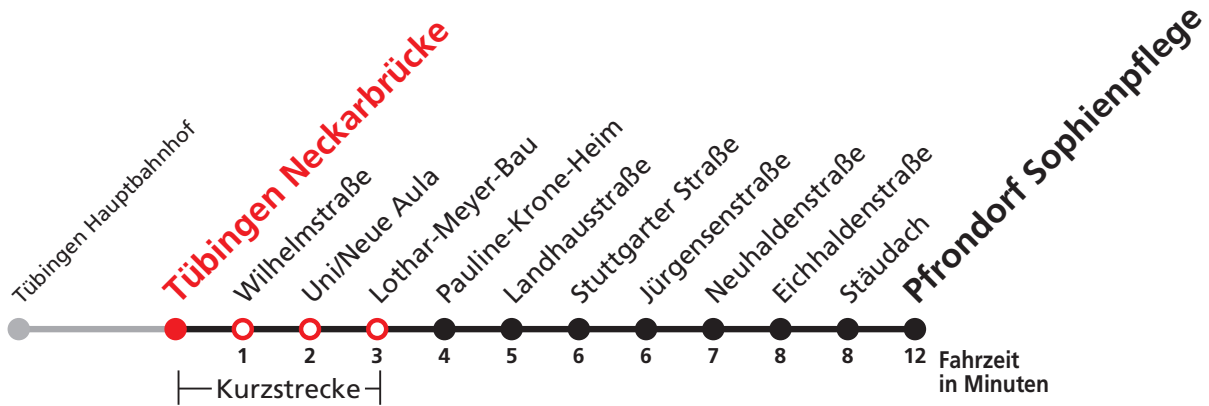 Tübingen Hauptbahnhof
Tübingen Neckarbrücke
Wilhelmstraße
Uni/Neue Aula
Lothar-Meyer-Bau
Pauline-Krone-Heim
Landhausstraße
Stuttgarter Straße
Jürgensenstraße
Neuhaldenstraße
Eichhaldenstraße
Stäudach
Pfrondorf Sophienpflege
1 2 3 4 5 6 6 7 8 8 12 Fahrzeit
in Minuten
Kurzstrecke